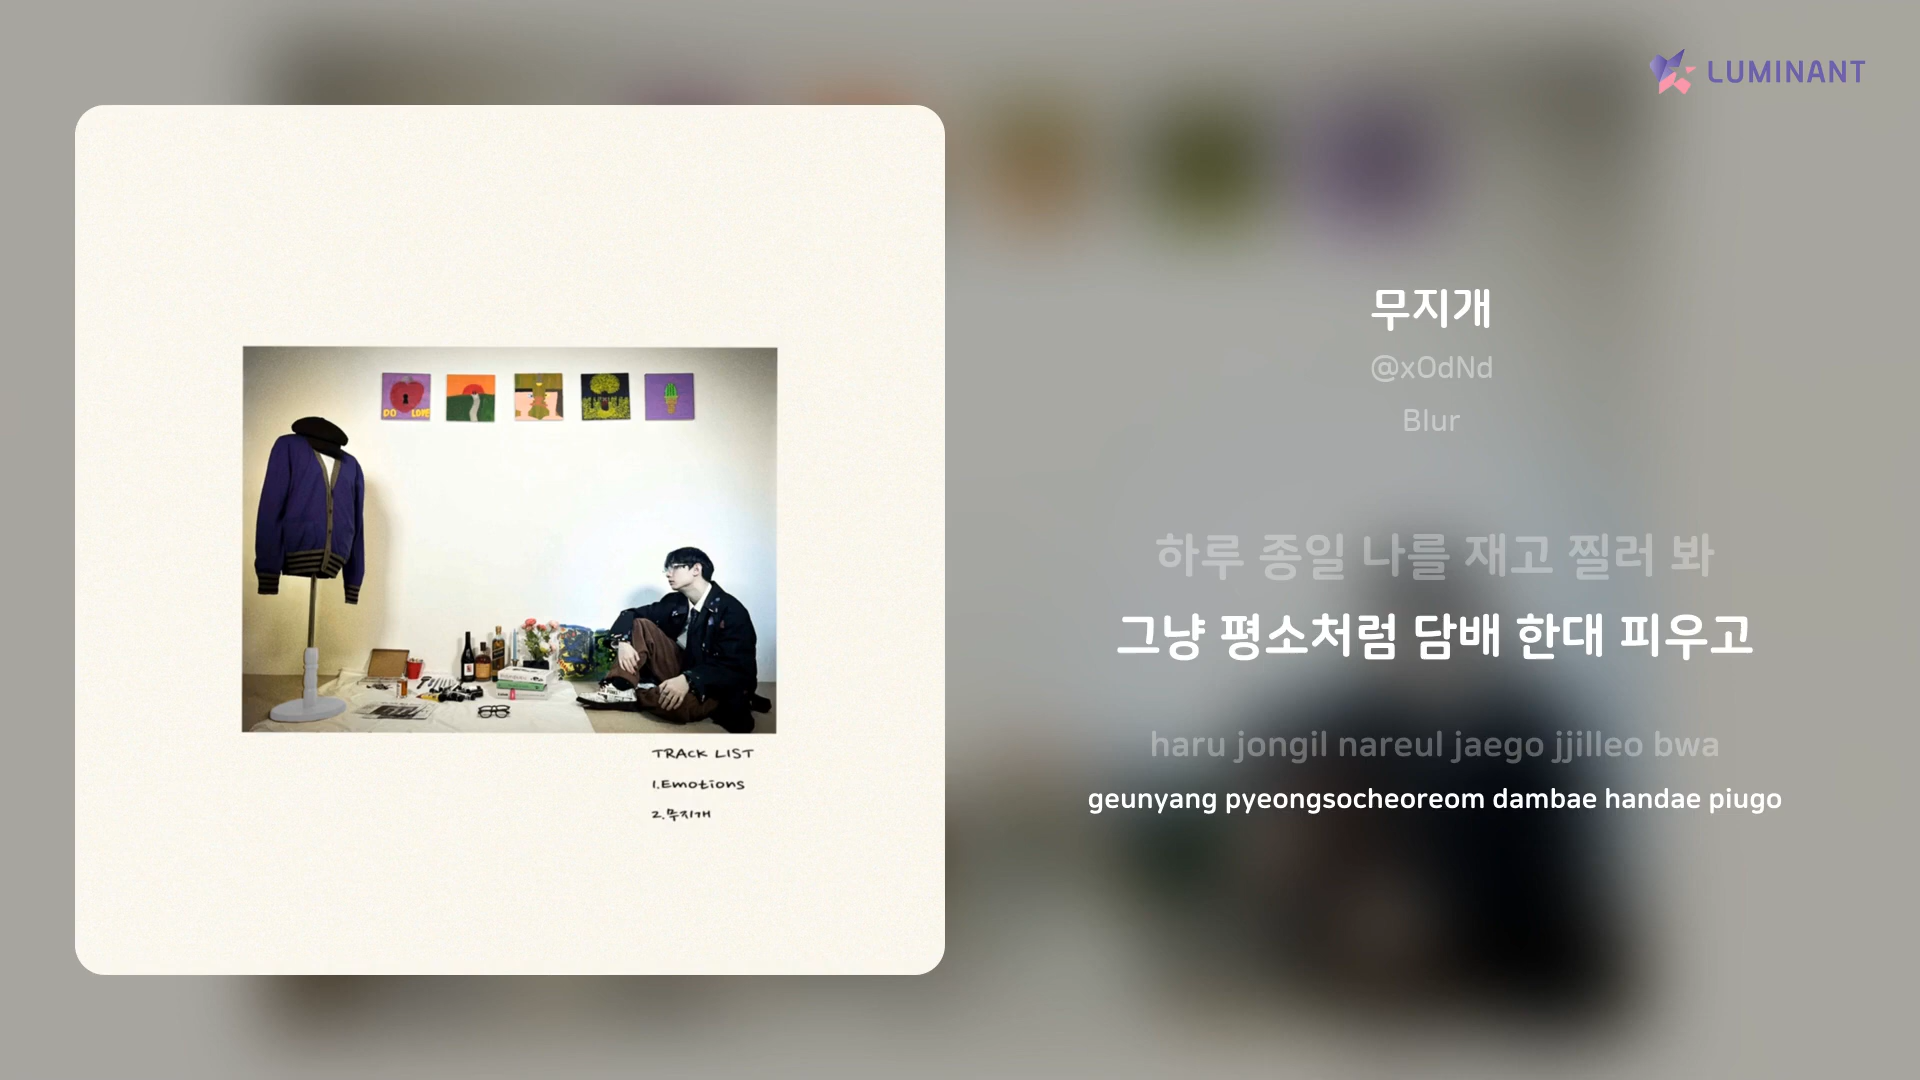 LUMINANT
DO LOVE
TRACK LIST
1.Emotions
2.무지개
무지개
@xOdNd
Blur
하루 종일 나를 재고 찔러 봐
그냥 평소처럼 담배 한대 피우고
haru jongil nareul jaego jjilleo bwa
geunyang pyeongsocheoreom dambae handae piugo